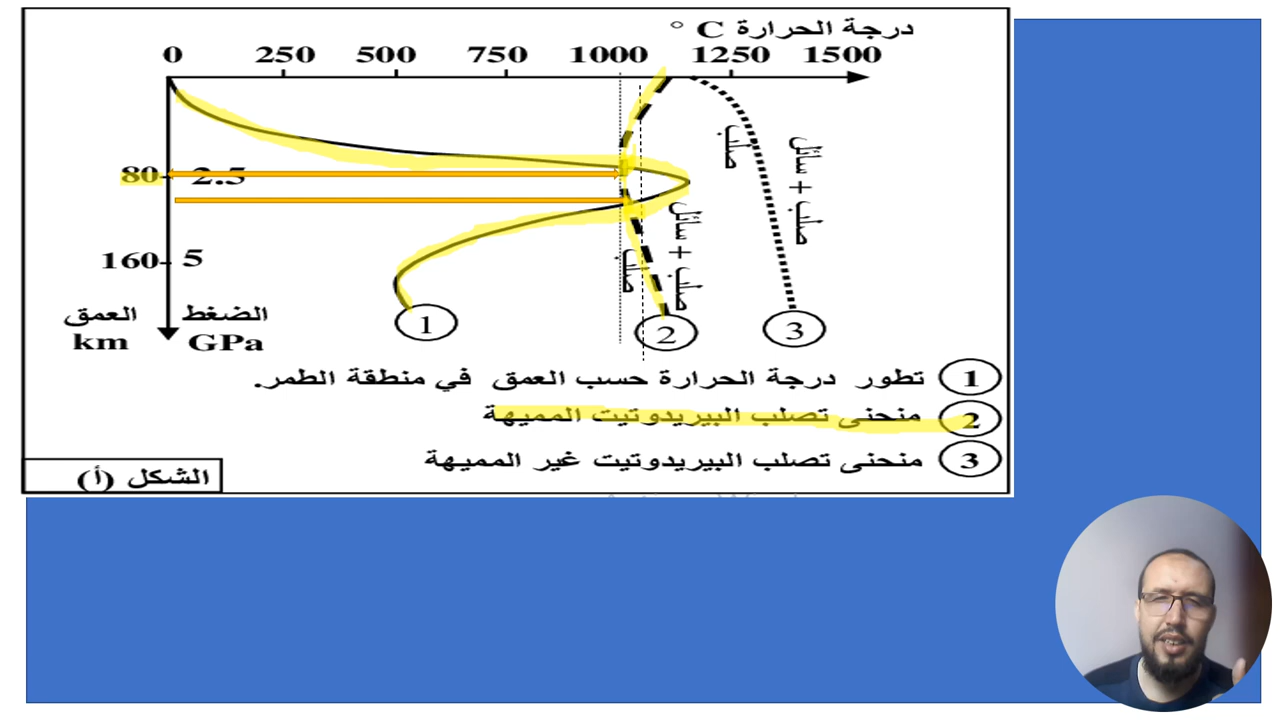 درجة الحرارة C °
0 250 500 750 1000 1250 1500
صلب
صلب + سائل
80 2.5
صلب + سائل
صلب
160 5
العمق الضغط
km GPa
1 2 3
1 تطور درجة الحرارة حسب العمق في منطقة الطمر.
2 منحنى تصلب البيريدوتيت المميهة
3 منحنى تصلب البيريدوتيت غير المميهة
الشكل (أ)